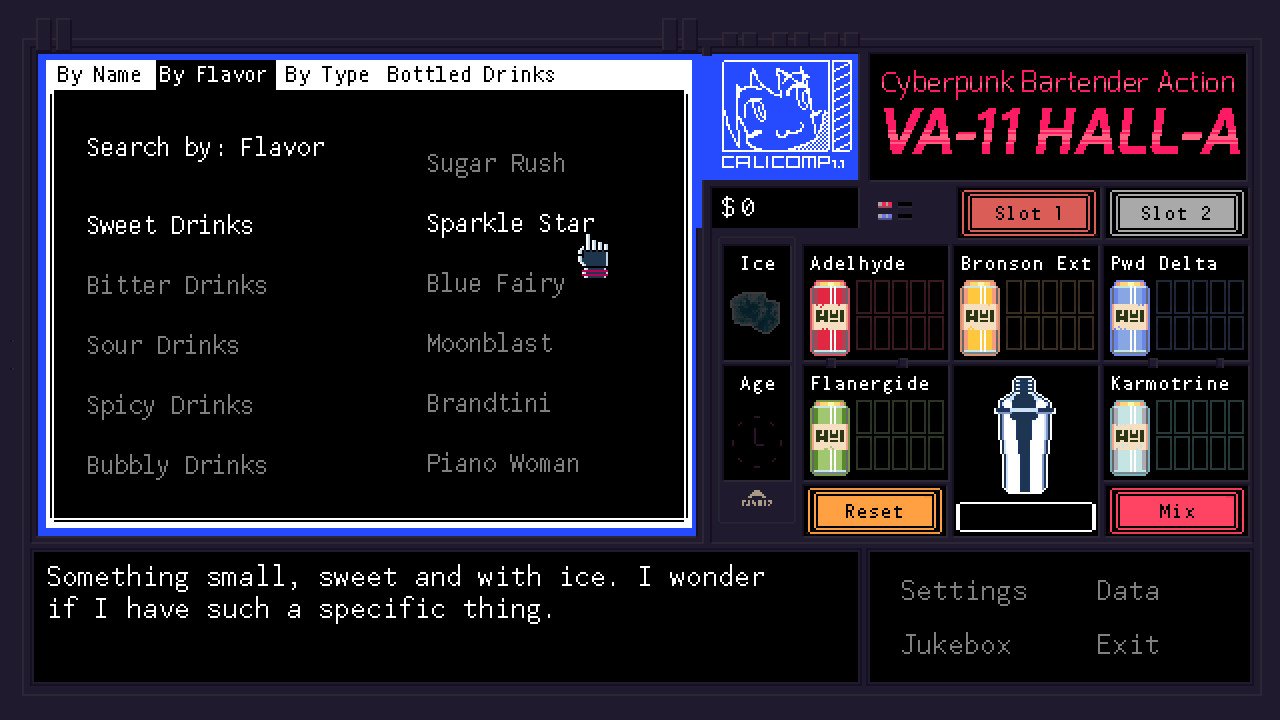 By Name By Flavor By Type Bottled Drinks
Search by: Flavor
Sweet Drinks
Bitter Drinks
Sour Drinks
Spicy Drinks
Bubbly Drinks
Sugar Rush
Sparkle Star
Blue Fairy
Moonblast
Brandtini
Piano Woman
CALICOMP 1.1
Cyberpunk Bartender Action
VA-11 HALL-A
$0
Slot 1
Slot 2
Ice
Adelhyde
Bronson Ext
Pwd Delta
Age
Flanergide
Karmotrine
Reset
Mix
Something small, sweet and with ice. I wonder
if I have such a specific thing.
Settings
Data
Jukebox
Exit